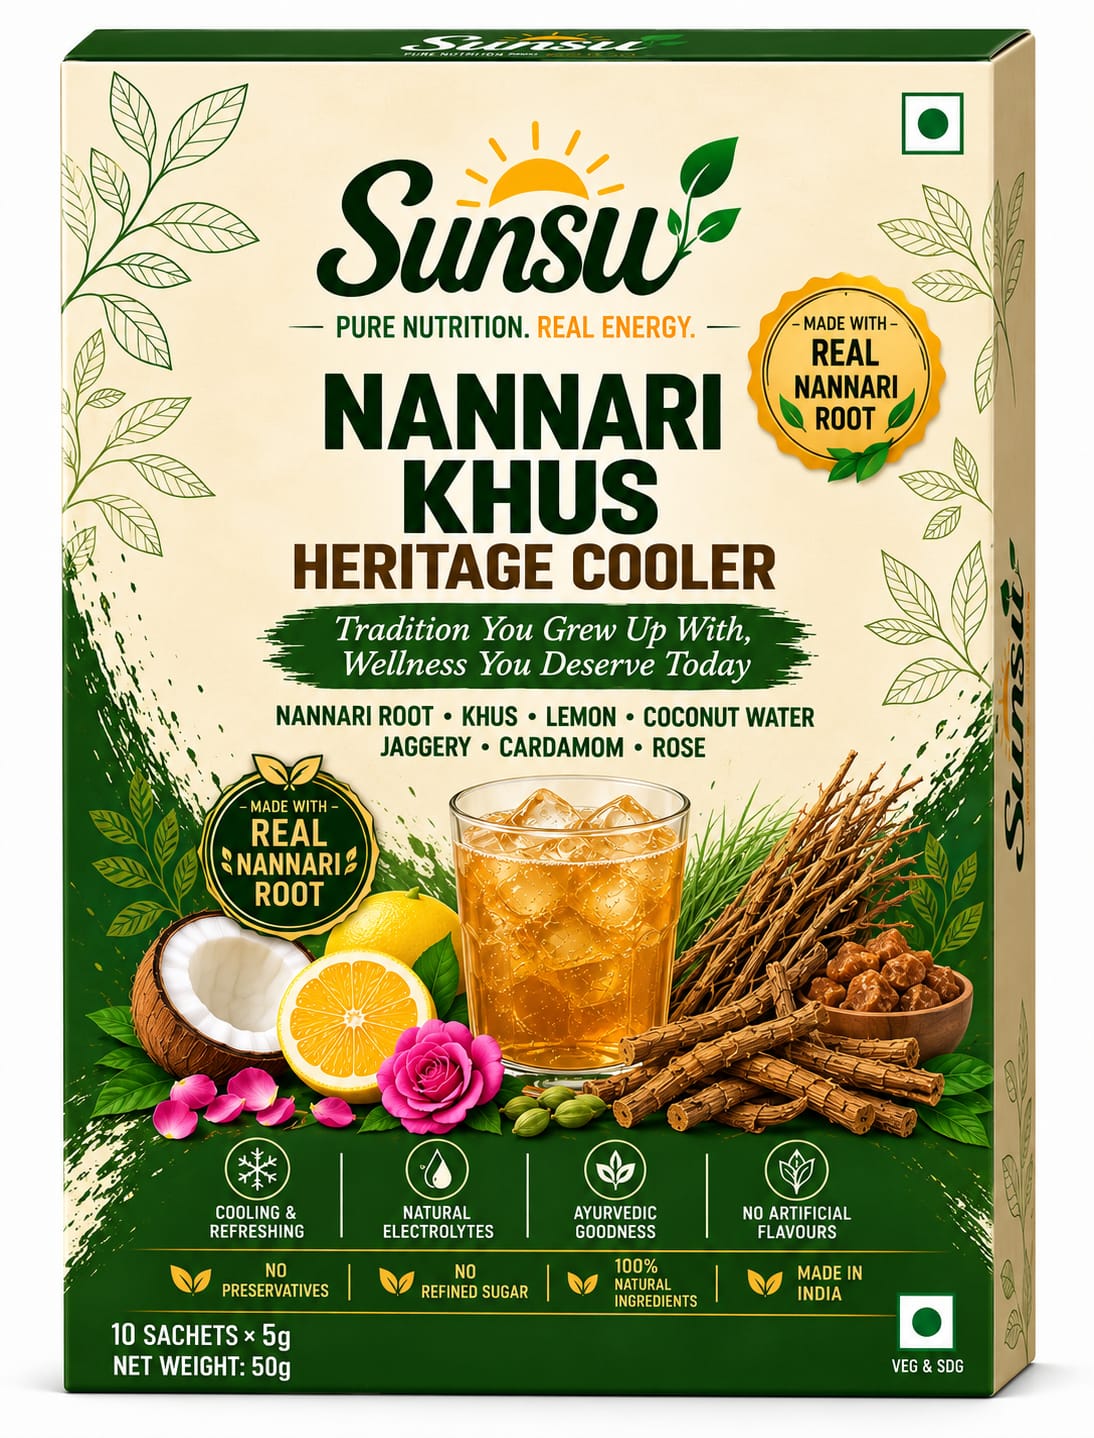 Sunsu
PURE NUTRITION
Sunsu
PURE NUTRITION. REAL ENERGY.
MADE WITH
REAL
NANNARI
ROOT
NANNARI
KHUS
HERITAGE COOLER
Tradition You Grew Up With,
Wellness You Deserve Today
NANNARI ROOT • KHUS • LEMON • COCONUT WATER
JAGGERY • CARDAMOM • ROSE
MADE WITH
REAL
NANNARI
ROOT
COOLING &
REFRESHING
NATURAL
ELECTROLYTES
AYURVEDIC
GOODNESS
NO ARTIFICIAL
FLAVOURS
NO
PRESERVATIVES
NO
REFINED SUGAR
100%
NATURAL
INGREDIENTS
MADE IN
INDIA
10 SACHETS × 5g
NET WEIGHT: 50g
VEG & SDG
Sunsu